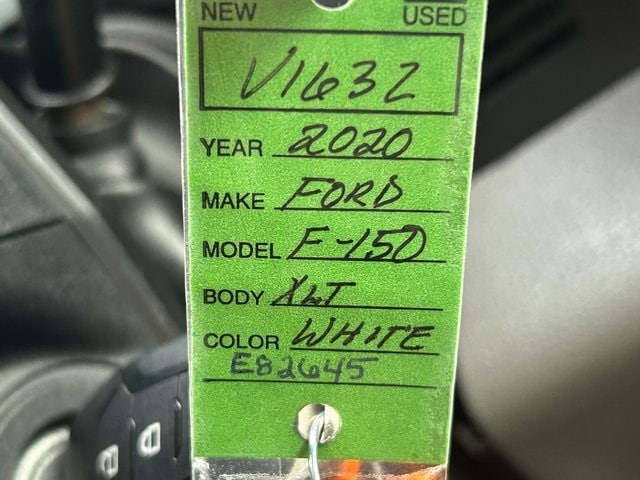 NEW USED
V1632
YEAR 2020
MAKE FORD
MODEL F-150
BODY XLT
COLOR WHITE
E82645